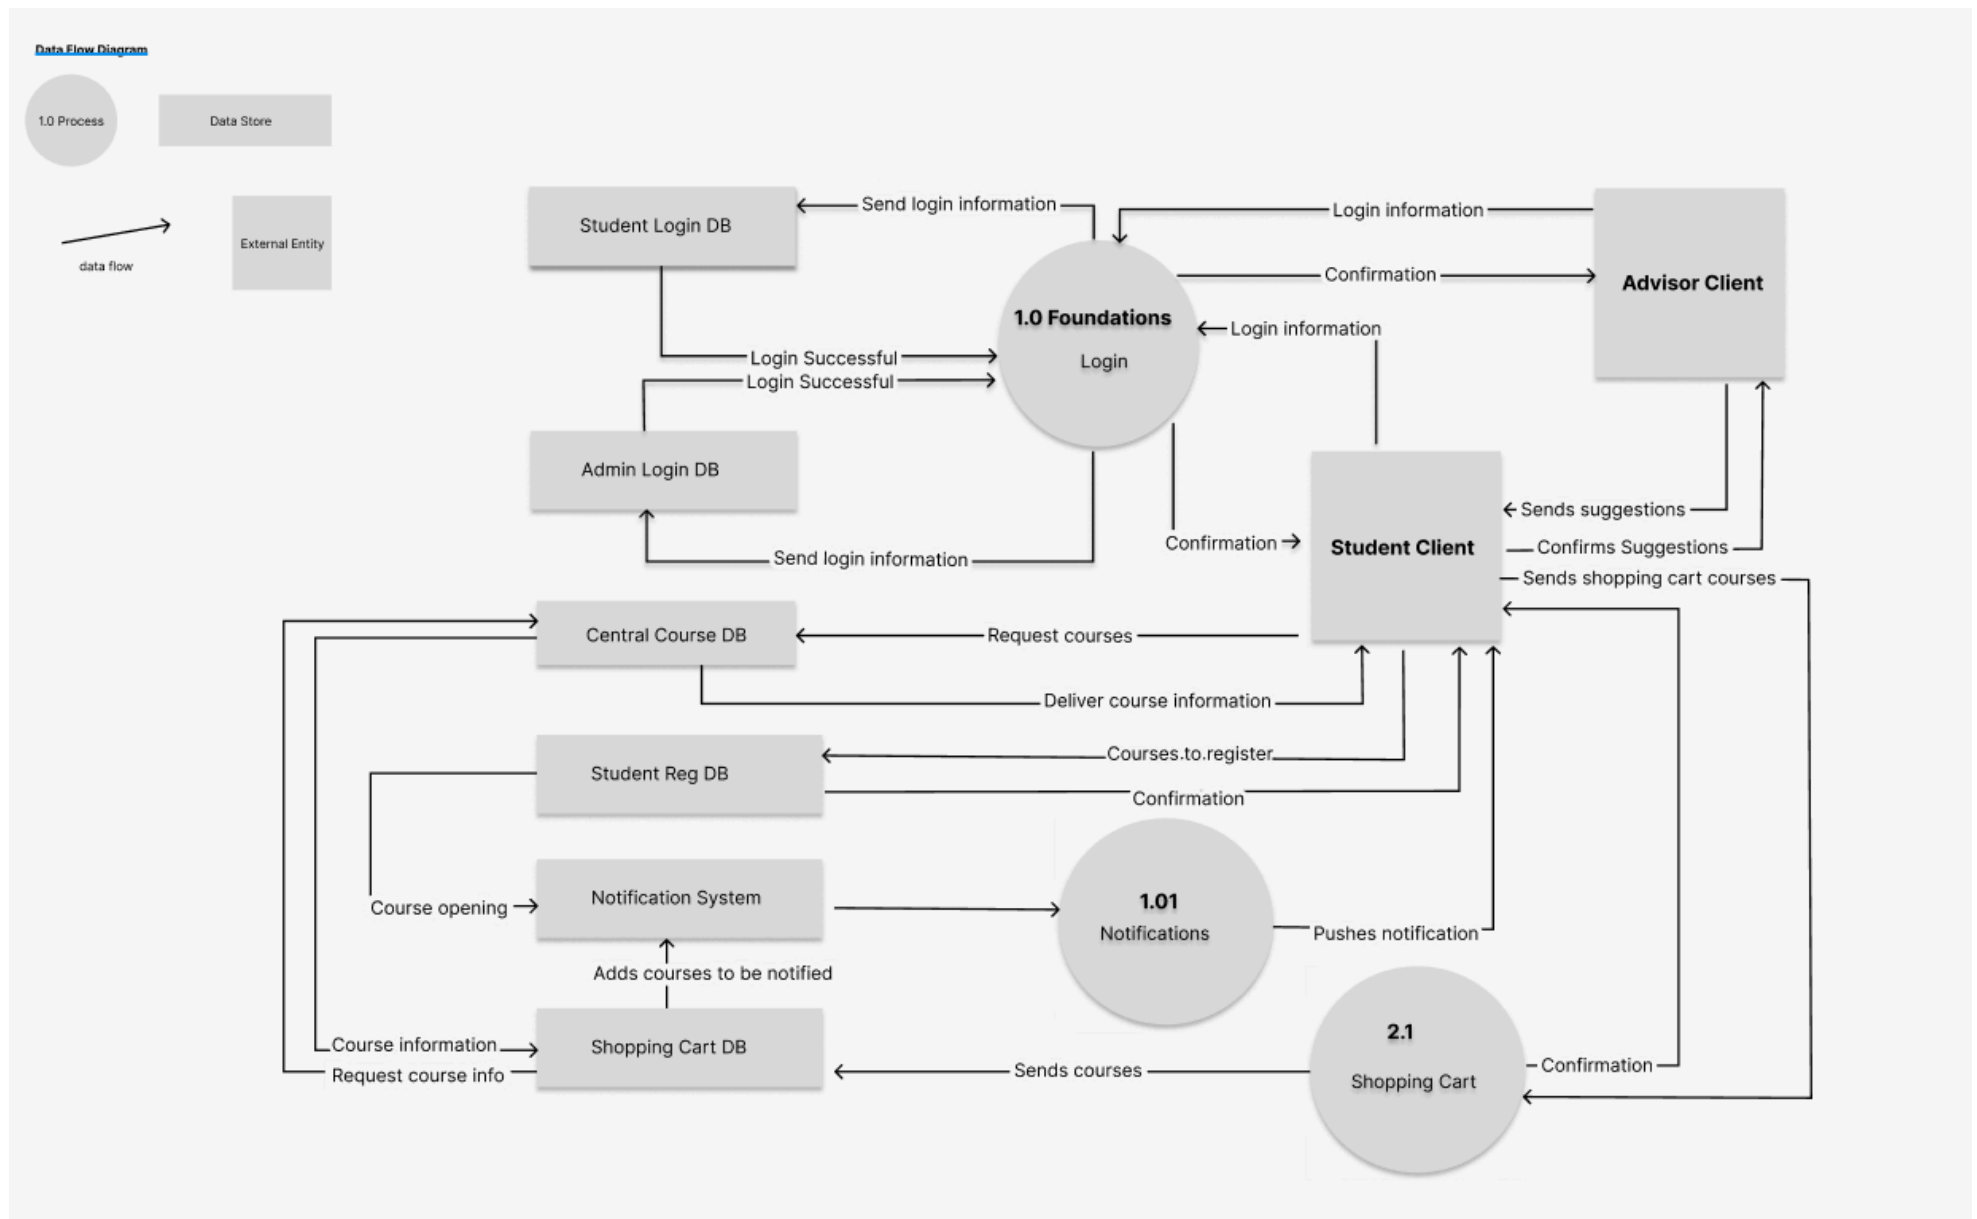 Data Flow Diagram
1.0 Process
Data Store
data flow
External Entity
Student Login DB
Send login information
Login information
Confirmation
Advisor Client
1.0 Foundations
Login
Login information
Login Successful
Login Successful
Admin Login DB
Send login information
Confirmation
Student Client
Sends suggestions
Confirms Suggestions
Sends shopping cart courses
Central Course DB
Request courses
Deliver course information
Student Reg DB
Courses to register
Confirmation
Notification System
Course opening
1.01
Notifications
Pushes notification
Adds courses to be notified
Shopping Cart DB
Course information
Request course info
Sends courses
2.1
Shopping Cart
Confirmation